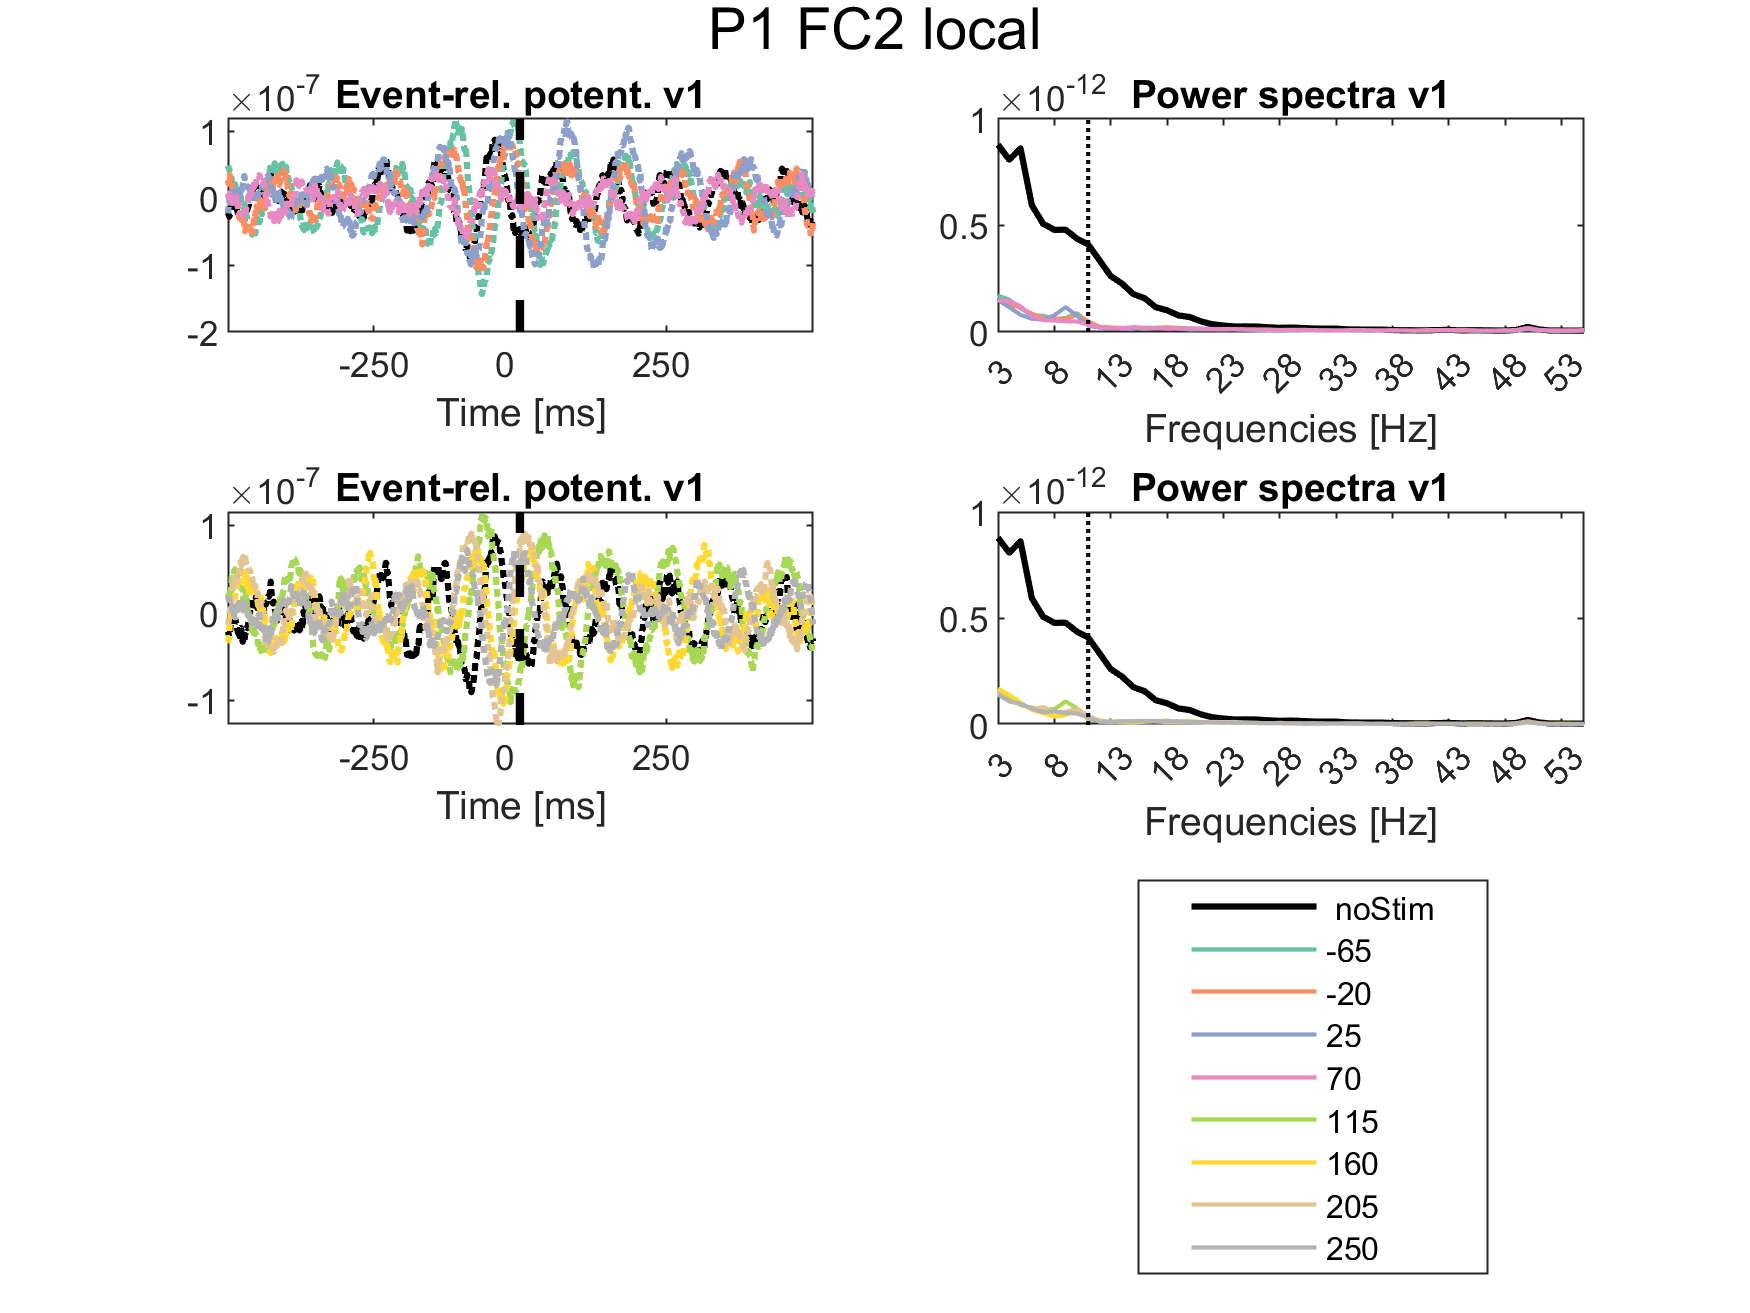 P1 FC2 local
×10-7 Event-rel. potent. v1
1
0
-1
-2
-250 0 250
Time [ms]
×10-12 Power spectra v1
1
0.5
0
3 8 13 18 23 28 33 38 43 48 53
Frequencies [Hz]
×10-7 Event-rel. potent. v1
1
0
-1
-250 0 250
Time [ms]
×10-12 Power spectra v1
1
0.5
0
3 8 13 18 23 28 33 38 43 48 53
Frequencies [Hz]
noStim
-65
-20
25
70
115
160
205
250